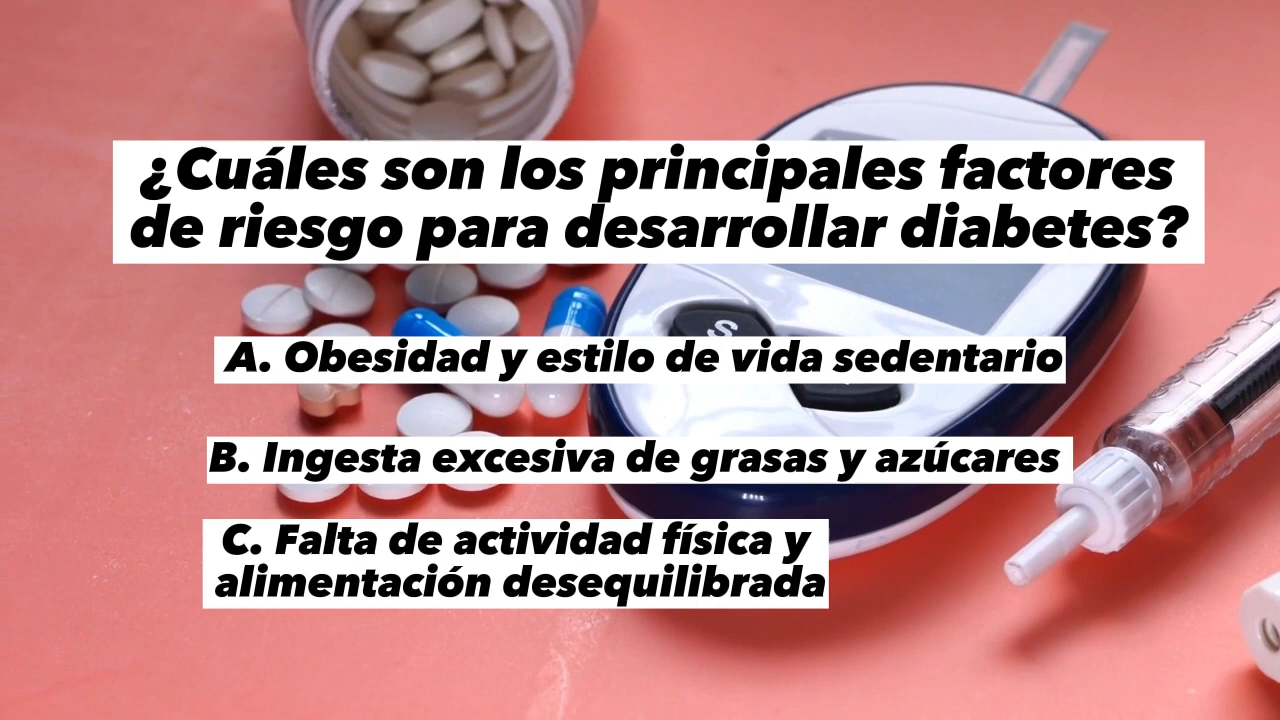 ¿Cuáles son los principales factores
de riesgo para desarrollar diabetes?
S
A. Obesidad y estilo de vida sedentario
B. Ingesta excesiva de grasas y azúcares
C. Falta de actividad física y
alimentación desequilibrada